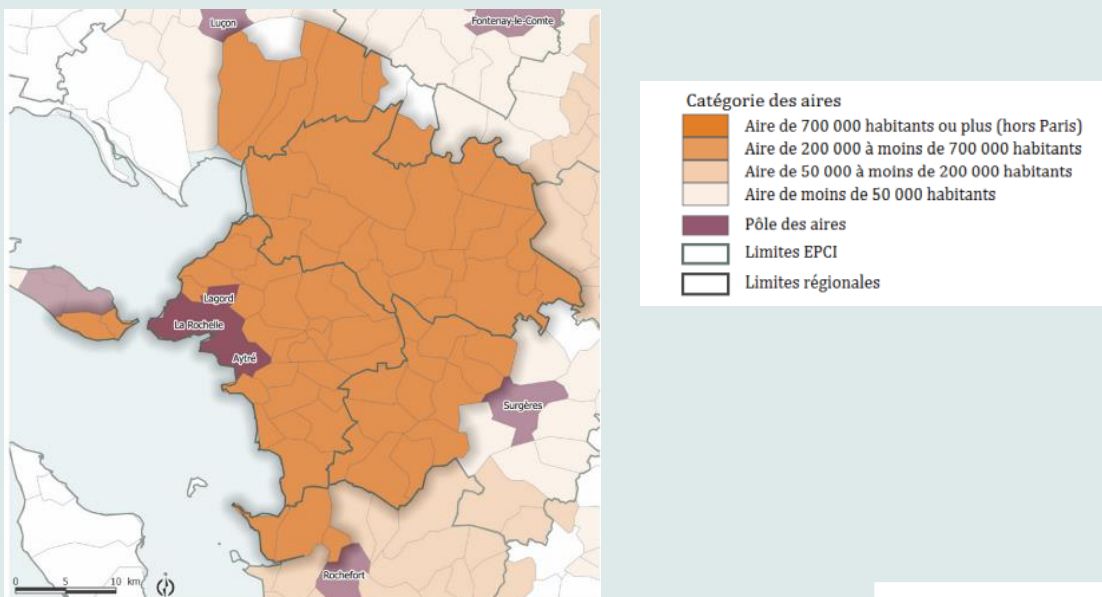 Luçon
Fontenay-le-Comte
Lagord
La Rochelle
Aytré
Surgères
Rochefort
0 5 10 km
Catégorie des aires
Aire de 700 000 habitants ou plus (hors Paris)
Aire de 200 000 à moins de 700 000 habitants
Aire de 50 000 à moins de 200 000 habitants
Aire de moins de 50 000 habitants
Pôle des aires
Limites EPCI
Limites régionales